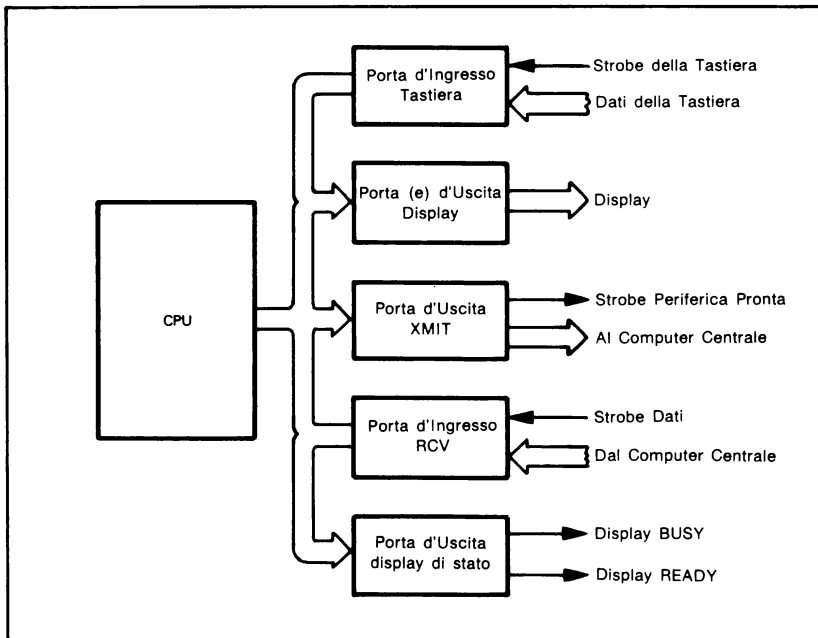 Porta d'Ingresso
Tastiera
Strobe della Tastiera
Dati della Tastiera
Porta (e) d'Uscita
Display
Display
CPU
Porta d'Uscita
XMIT
Strobe Periferica Pronta
Al Computer Centrale
Porta d'Ingresso
RCV
Strobe Dati
Dal Computer Centrale
Porta d'Uscita
display di stato
Display BUSY
Display READY